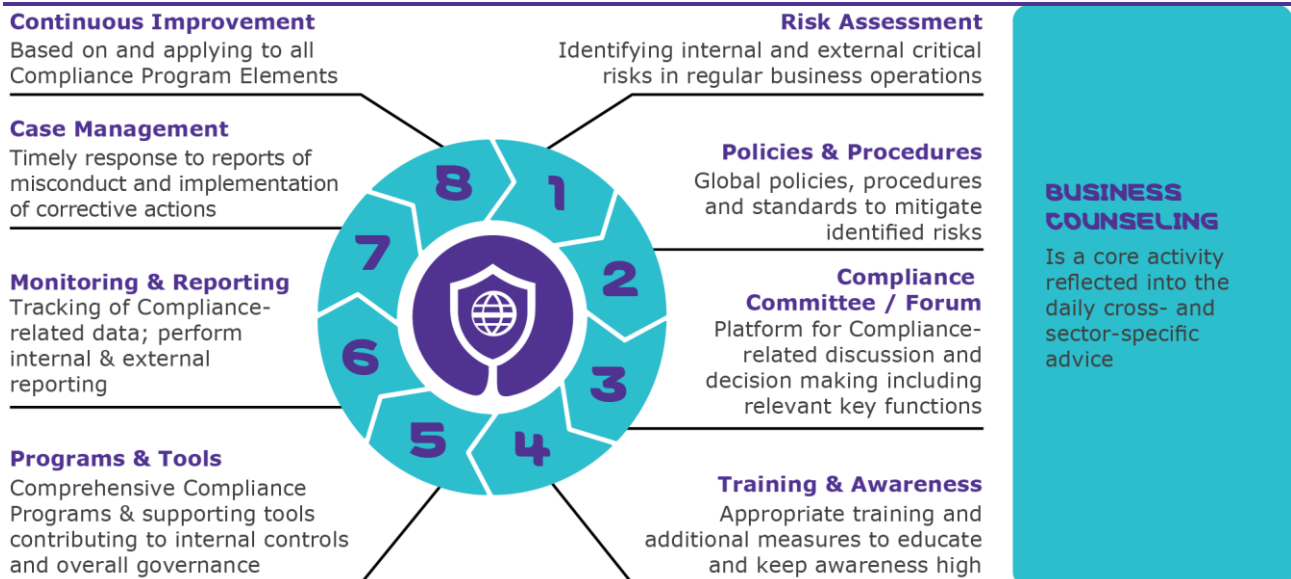 Continuous Improvement
Based on and applying to all
Compliance Program Elements
Case Management
Timely response to reports of
misconduct and implementation
of corrective actions
Monitoring & Reporting
Tracking of Compliance-
related data; perform
internal & external
reporting
Programs & Tools
Comprehensive Compliance
Programs & supporting tools
contributing to internal controls
and overall governance
8
1
7
2
6
3
5
4
Risk Assessment
Identifying internal and external critical
risks in regular business operations
Policies & Procedures
Global policies, procedures
and standards to mitigate
identified risks
Compliance
Committee / Forum
Platform for Compliance-
related discussion and
decision making including
relevant key functions
Training & Awareness
Appropriate training and
additional measures to educate
and keep awareness high
BUSINESS
COUNSELING
Is a core activity
reflected into the
daily cross- and
sector-specific
advice